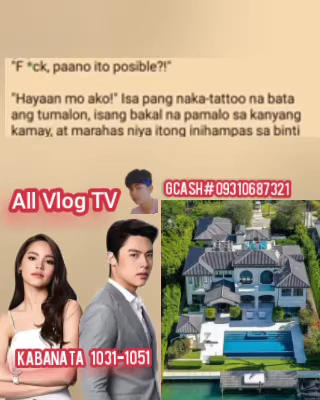 "F *ck, paano ito posible?!"
"Hayaan mo ako!" Isa pang naka-tattoo na bata
ang tumalon, isang bakal na pamalo sa kanyang
kamay, at marahas niya itong inihampas sa binti
All Vlog TV
GCASH#09310687321
KABANATA 1031-1051